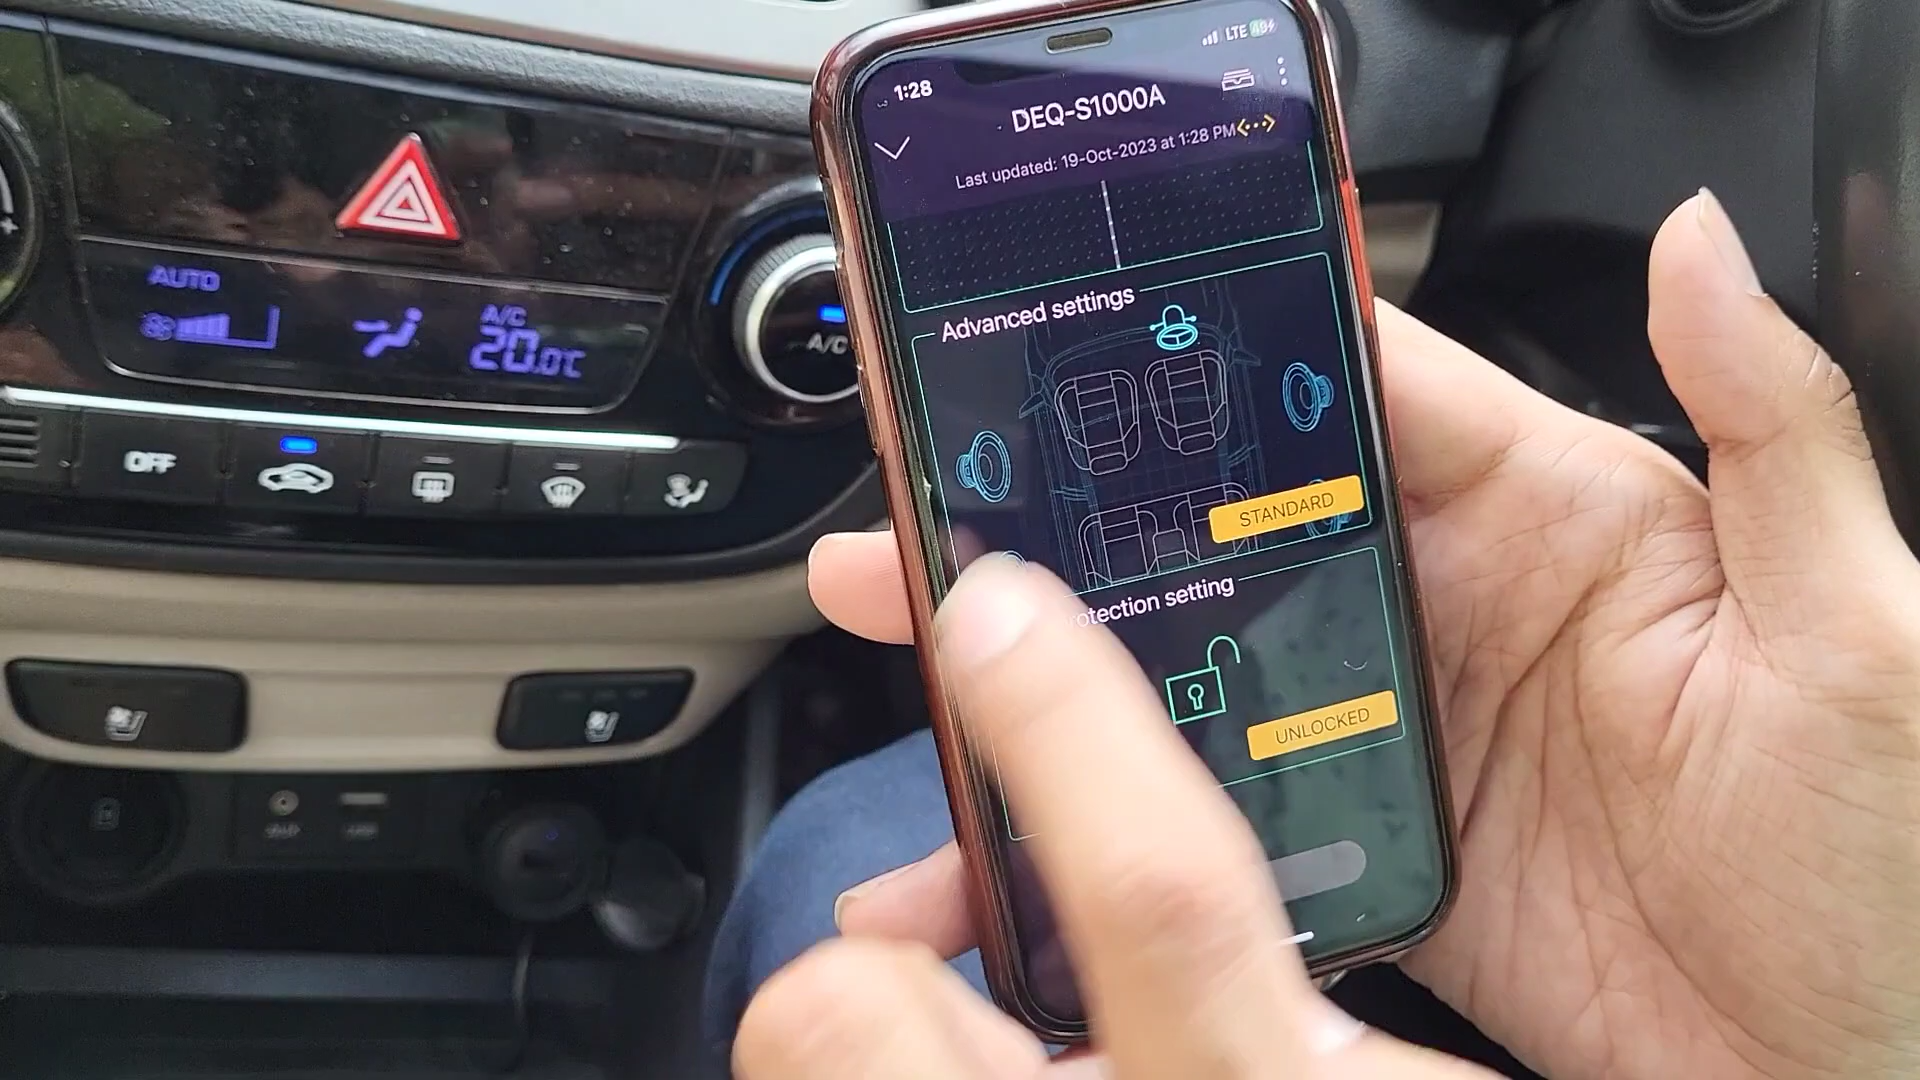 AUTO
A/C
20.0°C
A/C
OFF
1:28
LTE
DEQ-S1000A
Last updated: 19-Oct-2023 at 1:28 PM
Advanced settings
STANDARD
otection setting
UNLOCKED